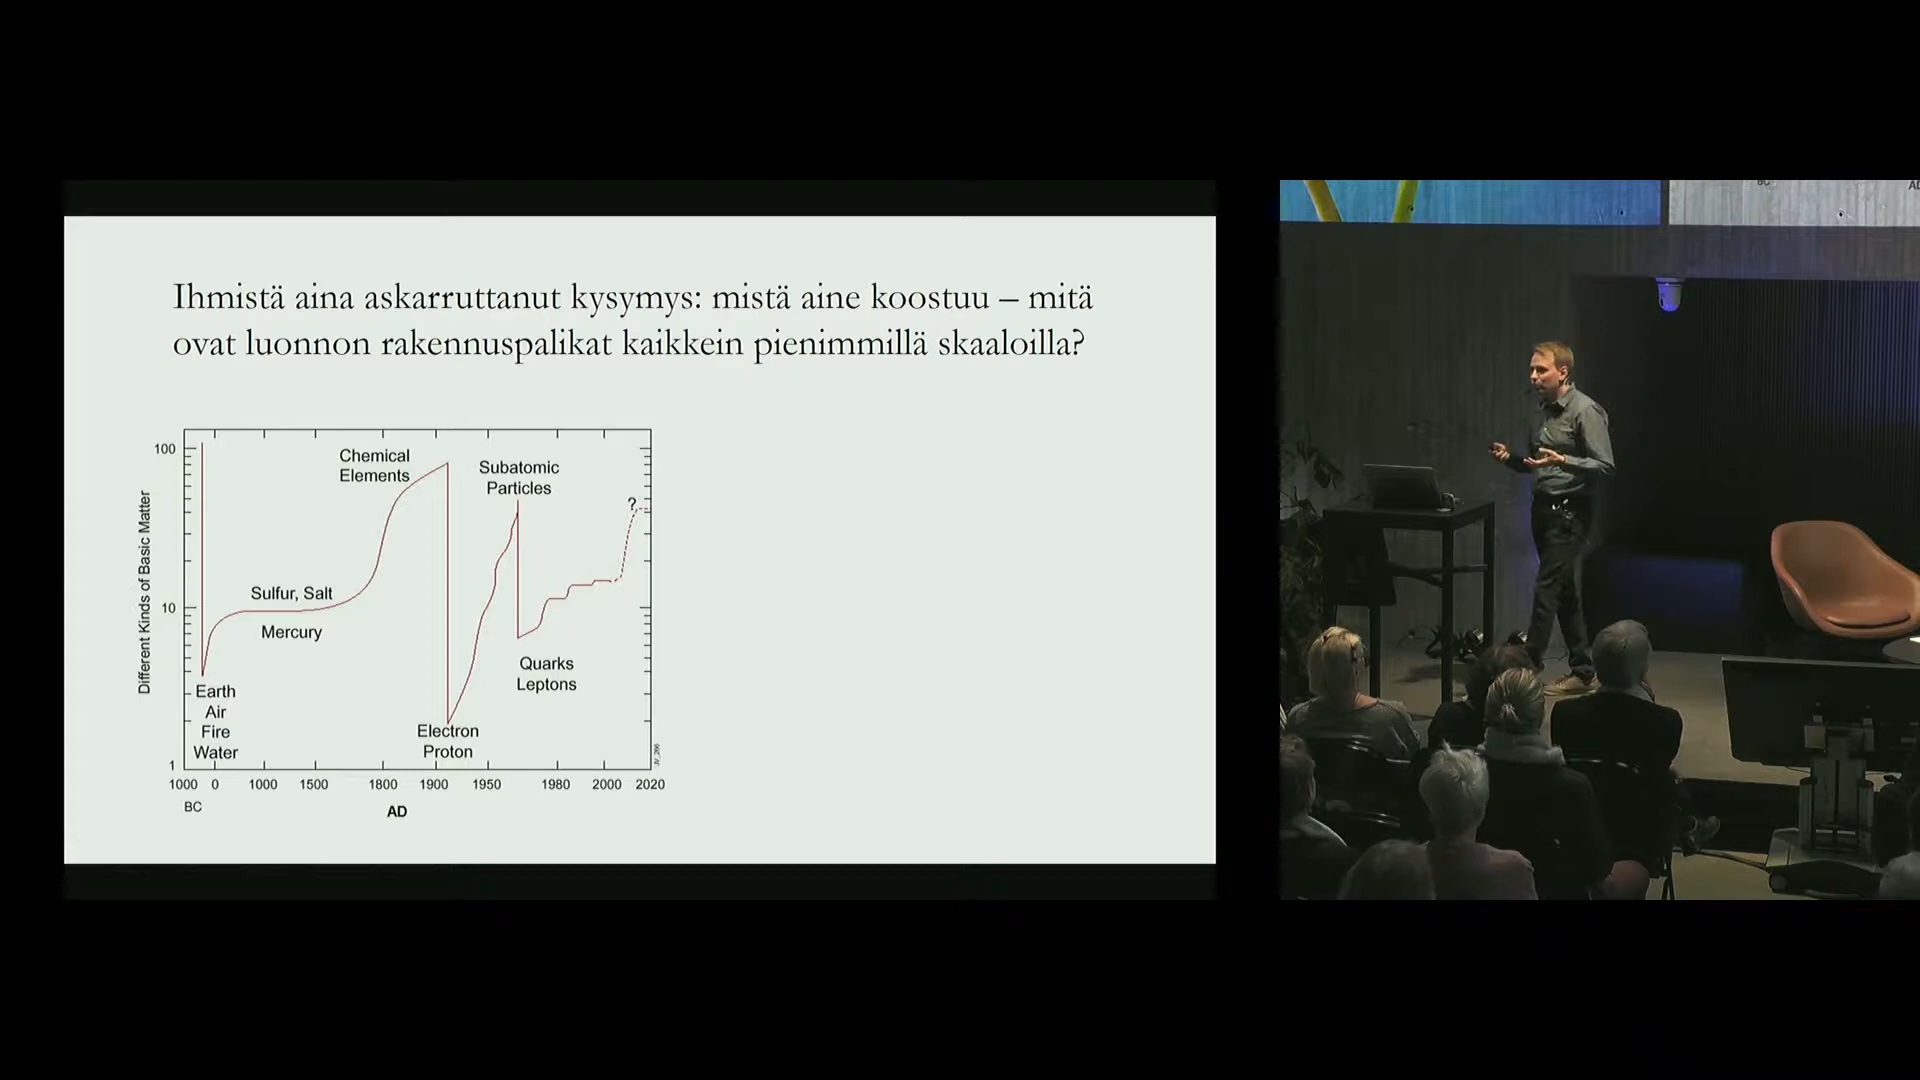 Ihmistä aina askarruttanut kysymys: mistä aine koostuu – mitä
ovat luonnon rakennuspalikat kaikkein pienimmillä skaaloilla?
Different Kinds of Basic Matter
100
10
1
Chemical
Elements
Subatomic
Particles
?
Sulfur, Salt
Mercury
Quarks
Leptons
Earth
Air
Fire
Water
Electron
Proton
1000 0 1000 1500 1800 1900 1950 1980 2000 2020
BC
AD
BC